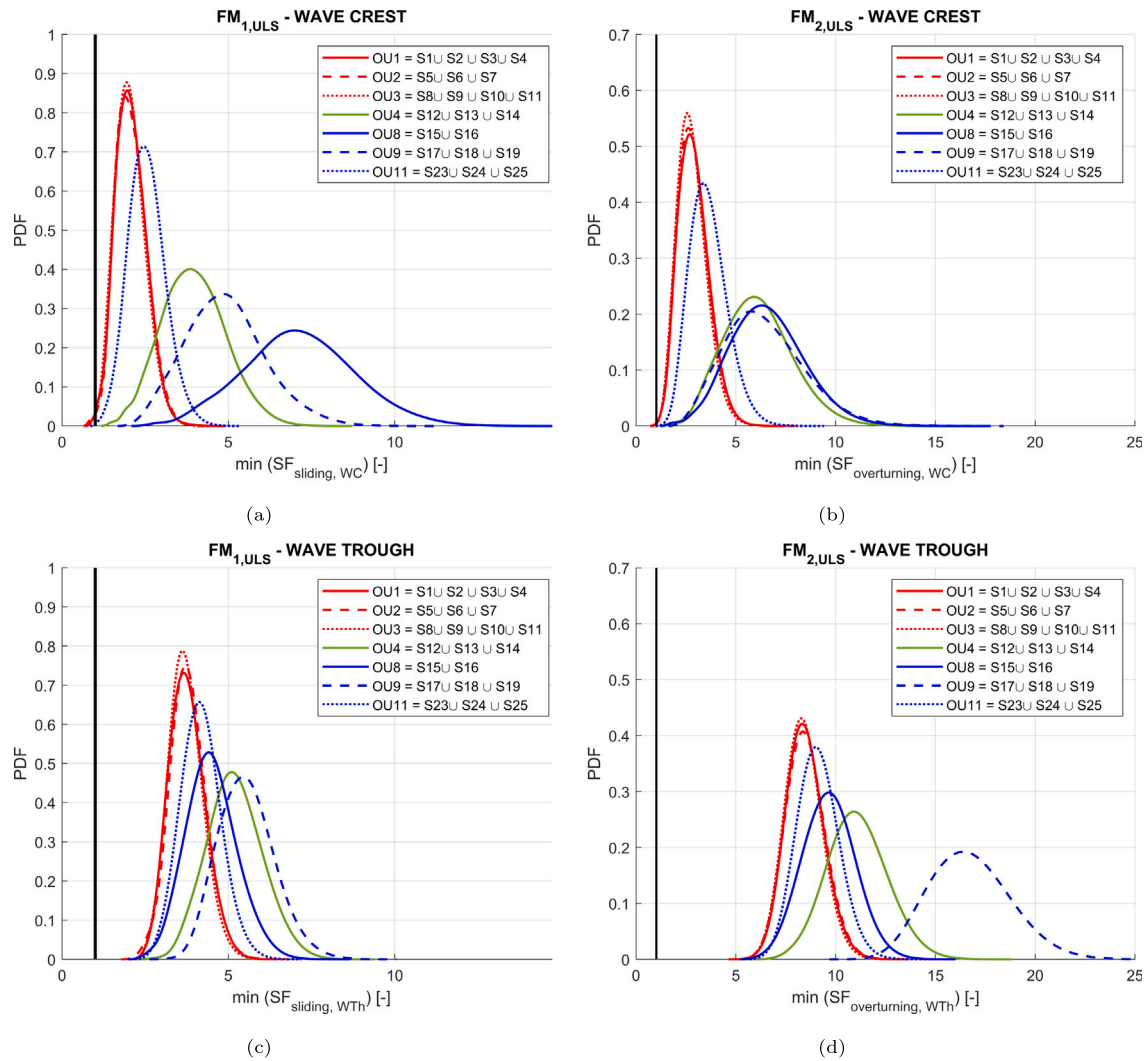 FM1,ULS - WAVE CREST
PDF
1
0.9
0.8
0.7
0.6
0.5
0.4
0.3
0.2
0.1
0
0
5
10
OU1 = S1∪ S2 ∪ S3∪ S4
OU2 = S5∪ S6 ∪ S7
OU3 = S8∪ S9 ∪ S10∪ S11
OU4 = S12∪ S13 ∪ S14
OU8 = S15∪ S16
OU9 = S17∪ S18 ∪ S19
OU11 = S23∪ S24 ∪ S25
min (SFsliding, WC) [-]
(a)
FM2,ULS - WAVE CREST
PDF
0.7
0.6
0.5
0.4
0.3
0.2
0.1
0
0
5
10
15
20
25
OU1 = S1∪ S2 ∪ S3∪ S4
OU2 = S5∪ S6 ∪ S7
OU3 = S8∪ S9 ∪ S10∪ S11
OU4 = S12∪ S13 ∪ S14
OU8 = S15∪ S16
OU9 = S17∪ S18 ∪ S19
OU11 = S23∪ S24 ∪ S25
min (SFoverturning, WC) [-]
(b)
FM1,ULS - WAVE TROUGH
PDF
1
0.9
0.8
0.7
0.6
0.5
0.4
0.3
0.2
0.1
0
0
5
10
OU1 = S1∪ S2 ∪ S3∪ S4
OU2 = S5∪ S6 ∪ S7
OU3 = S8∪ S9 ∪ S10∪ S11
OU4 = S12∪ S13 ∪ S14
OU8 = S15∪ S16
OU9 = S17∪ S18 ∪ S19
OU11 = S23∪ S24 ∪ S25
min (SFsliding, WTh) [-]
(c)
FM2,ULS - WAVE TROUGH
PDF
0.7
0.6
0.5
0.4
0.3
0.2
0.1
0
0
5
10
15
20
25
OU1 = S1∪ S2 ∪ S3∪ S4
OU2 = S5∪ S6 ∪ S7
OU3 = S8∪ S9 ∪ S10∪ S11
OU4 = S12∪ S13 ∪ S14
OU8 = S15∪ S16
OU9 = S17∪ S18 ∪ S19
OU11 = S23∪ S24 ∪ S25
min (SFoverturning, WTh) [-]
(d)